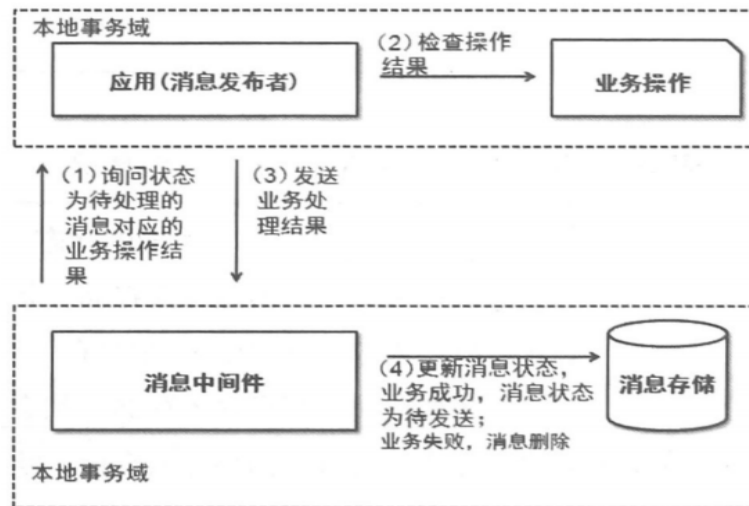 本地事务域
应用(消息发布者)
(2)检查操作
结果
业务操作
(1)询问状态
为待处理的
消息对应的
业务操作结
果
(3)发送
业务处
理结果
消息中间件
(4)更新消息状态,
业务成功，消息状态
为待发送；
业务失败，消息删除
消息存储
本地事务域